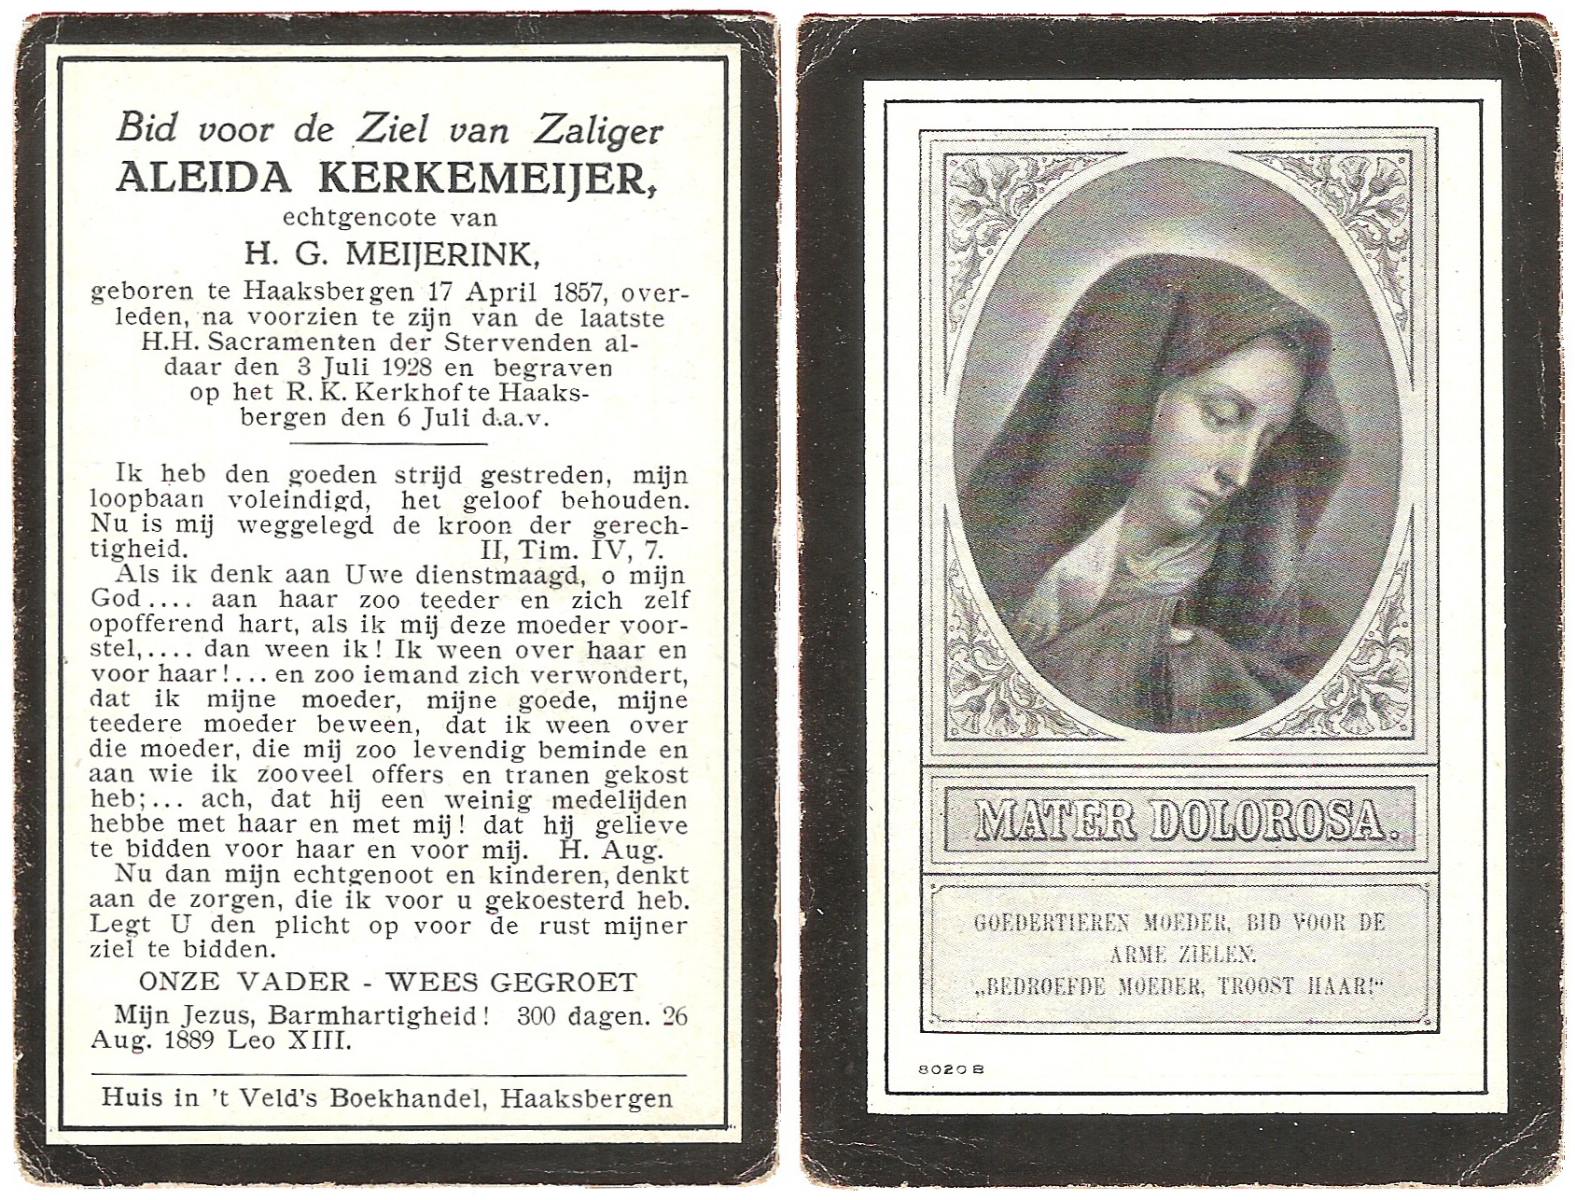 Bid voor de Ziel van Zaliger
ALEIDA KERKEMEIJER,
echtgencote van
H. G. MEIJERINK,
geboren te Haaksbergen 17 April 1857, over-
leden, na voorzien te zijn van de laatste
H.H. Sacramenten der Stervenden al-
daar den 3 Juli 1928 en begraven
op het R. K. Kerkhof te Haaks-
bergen den 6 Juli d.a.v.
Ik heb den goeden strijd gestreden, mijn
loopbaan voleindigd, het geloof behouden.
Nu is mij weggelegd de kroon der gerech-
tigheid. II, Tim. IV, 7.
Als ik denk aan Uwe dienstmaagd, o mijn
God.... aan haar zoo teeder en zich zelf
opofferend hart, als ik mij deze moeder voor-
stel,.... dan ween ik! Ik ween over haar en
voor haar!... en zoo iemand zich verwondert,
dat ik mijne moeder, mijne goede, mijne
teedere moeder beween, dat ik ween over
die moeder, die mij zoo levendig beminde en
aan wie ik zooveel offers en tranen gekost
heb;... ach, dat hij een weinig medelijden
hebbe met haar en met mij! dat hij gelieve
te bidden voor haar en voor mij. H. Aug.
Nu dan mijn echtgenoot en kinderen, denkt
aan de zorgen, die ik voor u gekoesterd heb.
Legt U den plicht op voor de rust mijner
ziel te bidden.
ONZE VADER - WEES GEGROET
Mijn Jezus, Barmhartigheid! 300 dagen. 26
Aug. 1889 Leo XIII.
Huis in 't Veld's Boekhandel, Haaksbergen
MATER DOLOROSA.
GOEDERTIEREN MOEDER, BID VOOR DE
ARME ZIELEN.
„BEDROEFDE MOEDER, TROOST HAAR!"
8020 B